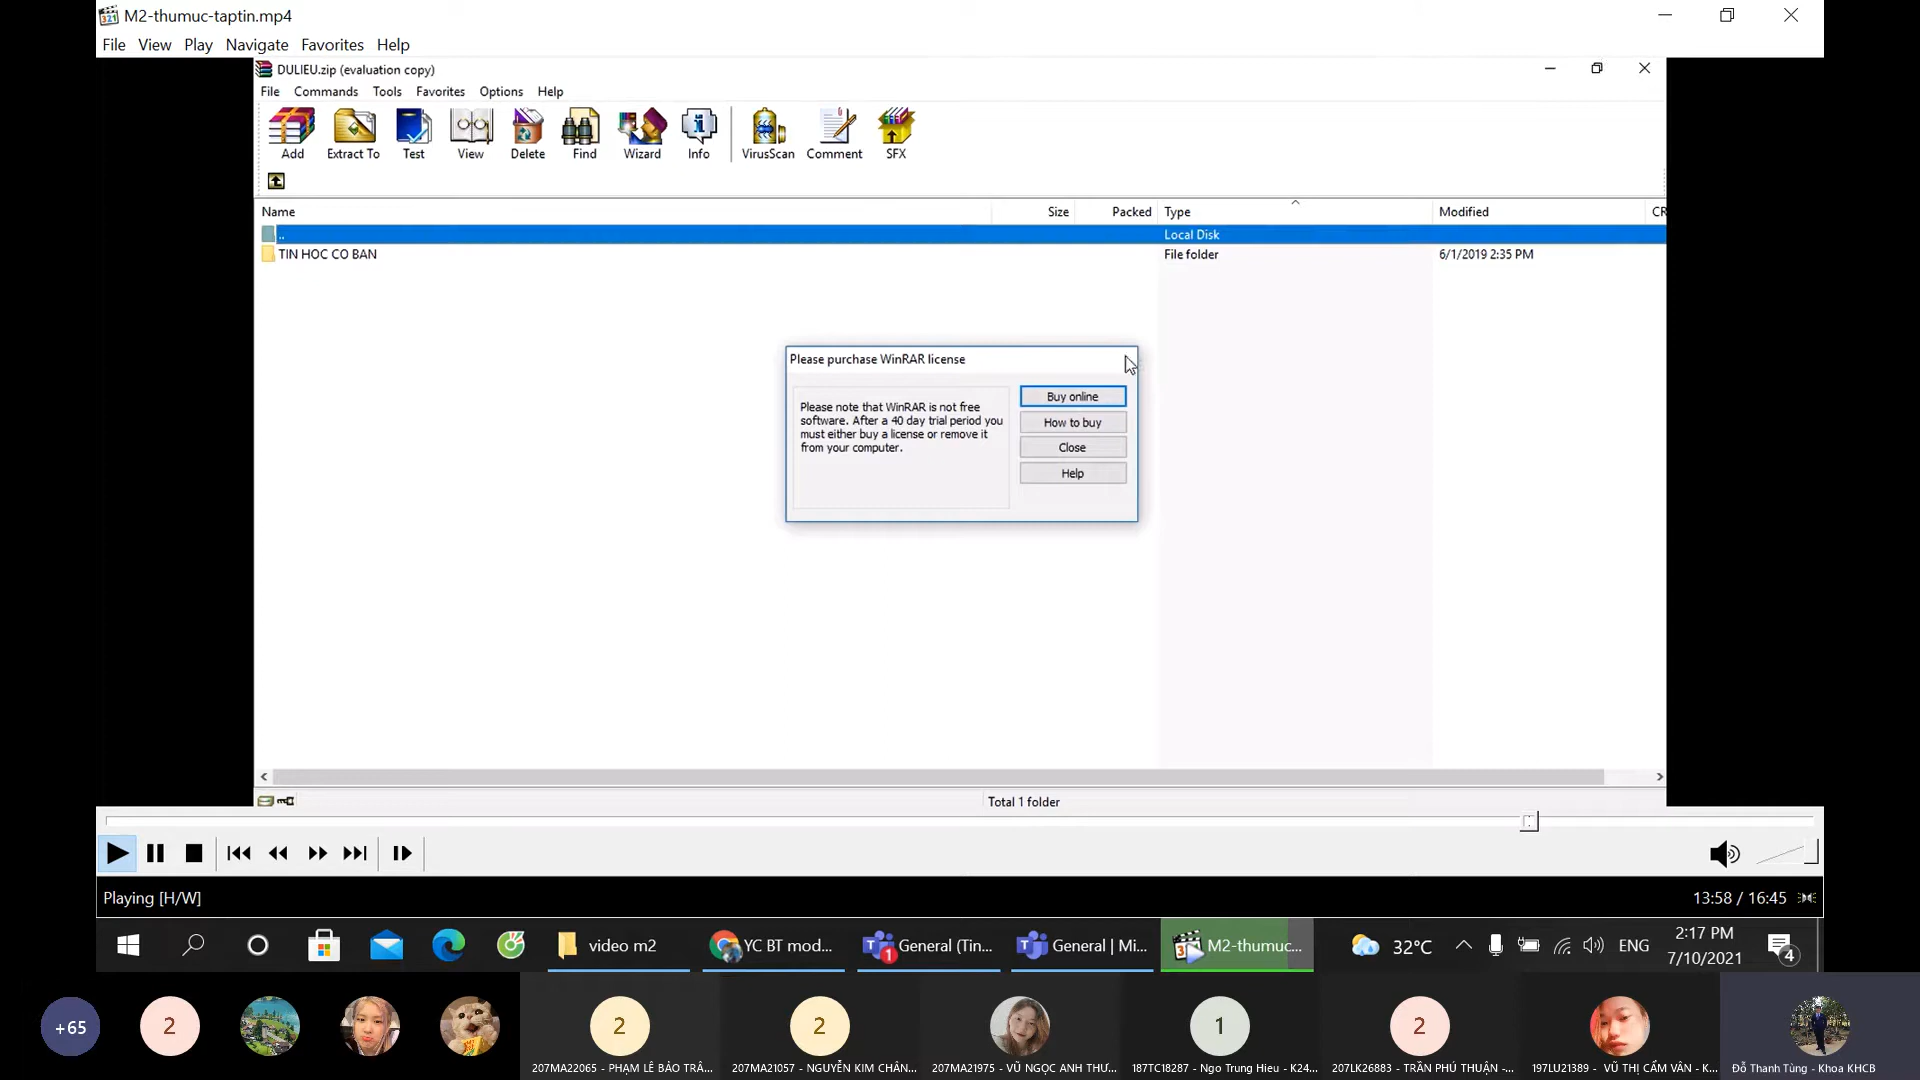 M2-thumuc-taptin.mp4
File View Play Navigate Favorites Help
DULIEU.zip (evaluation copy)
File Commands Tools Favorites Options Help
Add Extract To Test View Delete Find Wizard Info VirusScan Comment SFX
Name Size Packed Type Modified CR
.. Local Disk
TIN HOC CO BAN File folder 6/1/2019 2:35 PM
Please purchase WinRAR license
Please note that WinRAR is not free
software. After a 40 day trial period you
must either buy a license or remove it
from your computer.
Buy online
How to buy
Close
Help
Total 1 folder
Playing [H/W] 13:58 / 16:45
video m2 YC BT mod... General (Tin... General | Mi... M2-thumuc... 32°C ENG
2:17 PM
7/10/2021
4
1
+65 2 2 2 1 2
207MA22065 - PHẠM LÊ BẢO TRÂ... 207MA21057 - NGUYỄN KIM CHÂN... 207MA21975 - VŨ NGỌC ANH THƯ... 187TC18287 - Ngo Trung Hieu - K24... 207LK26883 - TRẦN PHÚ THUẬN -... 197LU21389 - VŨ THỊ CẨM VÂN - K... Đỗ Thanh Tùng - Khoa KHCB